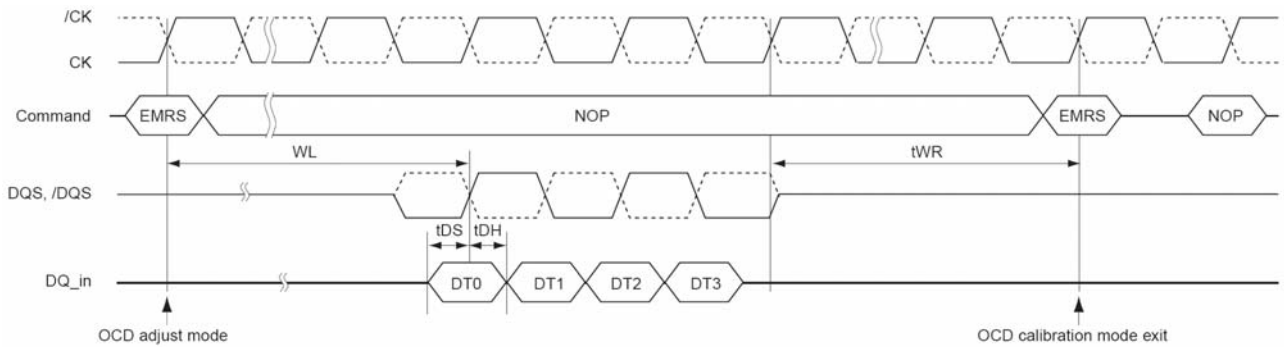 /CK
CK
Command EMRS NOP EMRS NOP
WL tWR
DQS, /DQS
tDS tDH
DQ_in DT0 DT1 DT2 DT3
OCD adjust mode OCD calibration mode exit